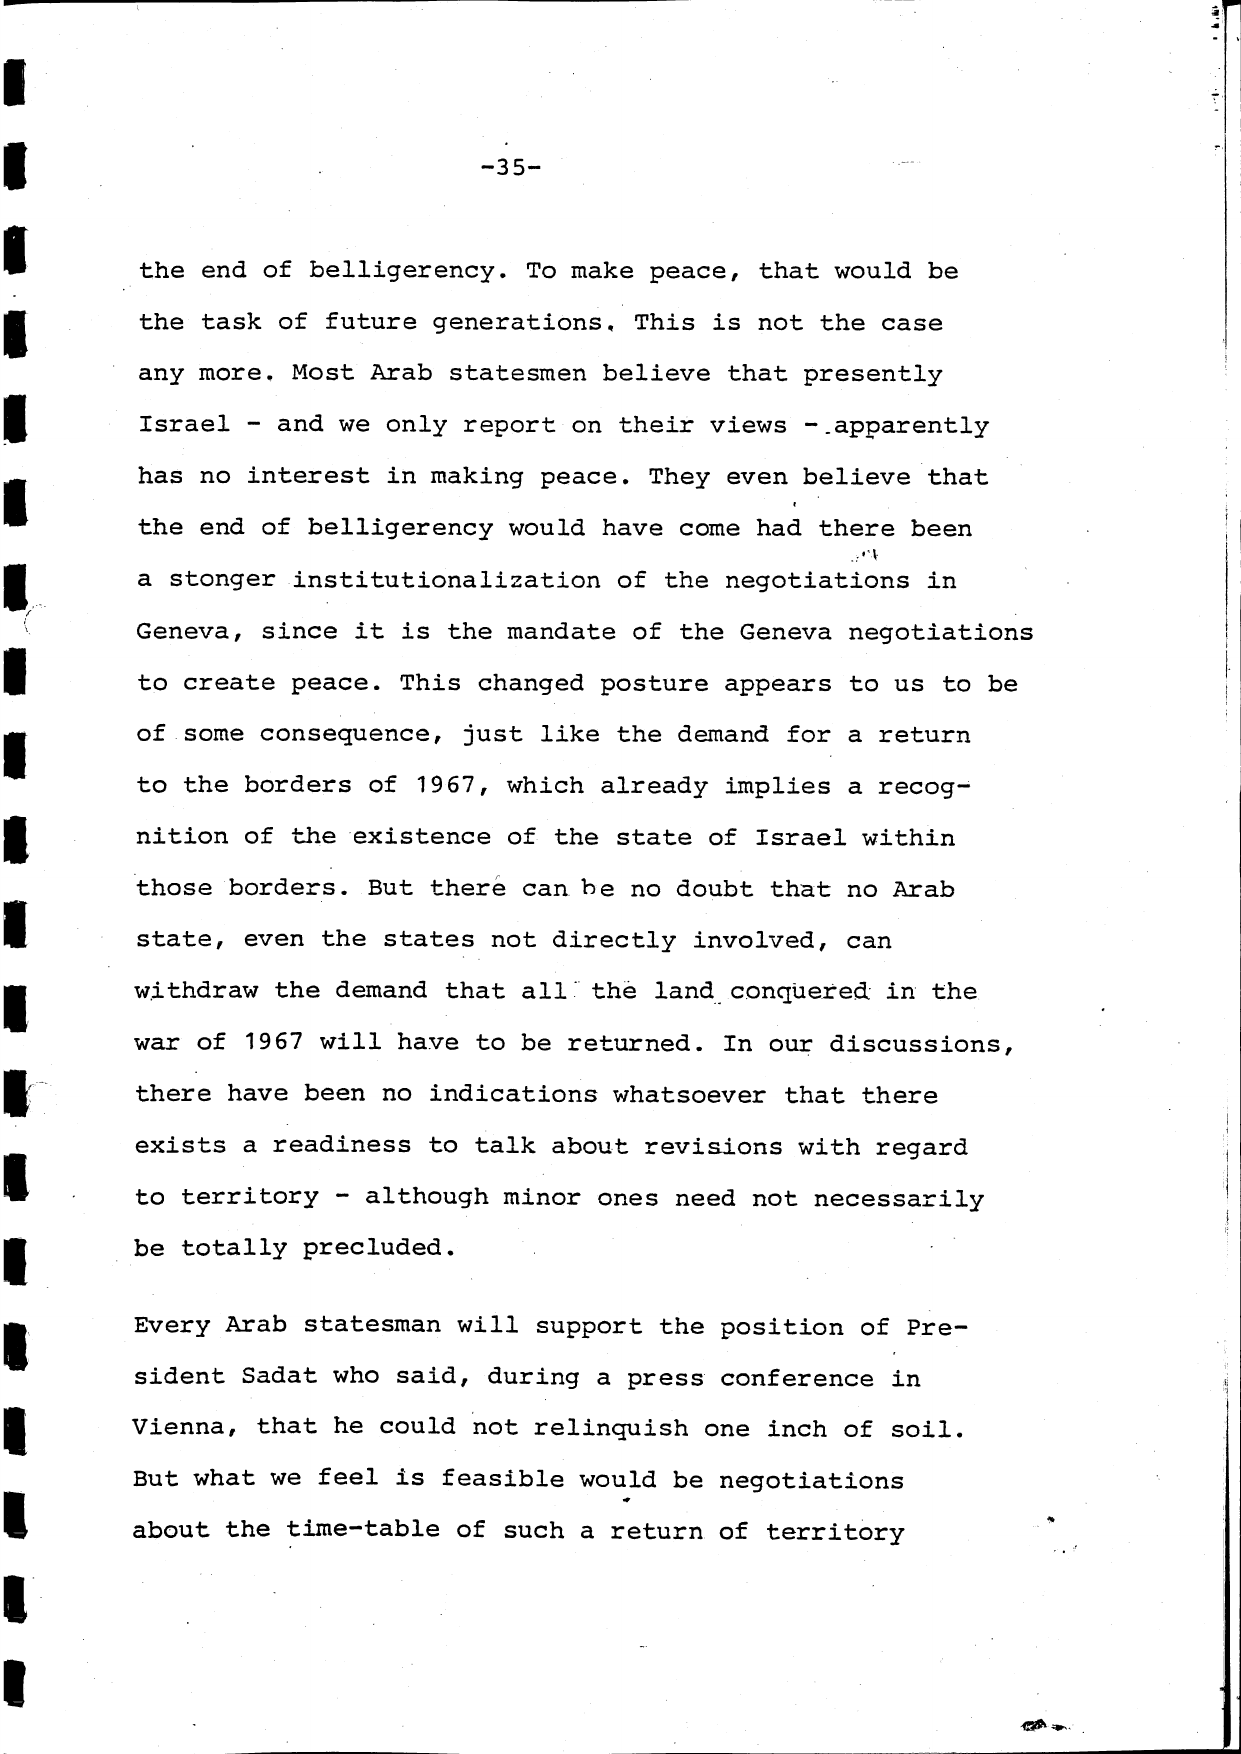 -35-
the end of belligerency. To make peace, that would be
the task of future generations. This is not the case
any more. Most Arab statesmen believe that presently
Israel - and we only report on their views - apparently
has no interest in making peace. They even believe that
the end of belligerency would have come had there been
a stonger institutionalization of the negotiations in
Geneva, since it is the mandate of the Geneva negotiations
to create peace. This changed posture appears to us to be
of some consequence, just like the demand for a return
to the borders of 1967, which already implies a recog-
nition of the existence of the state of Israel within
those borders. But there can be no doubt that no Arab
state, even the states not directly involved, can
withdraw the demand that all the land conquered in the
war of 1967 will have to be returned. In our discussions,
there have been no indications whatsoever that there
exists a readiness to talk about revisions with regard
to territory - although minor ones need not necessarily
be totally precluded.
Every Arab statesman will support the position of Pre-
sident Sadat who said, during a press conference in
Vienna, that he could not relinquish one inch of soil.
But what we feel is feasible would be negotiations
about the time-table of such a return of territory